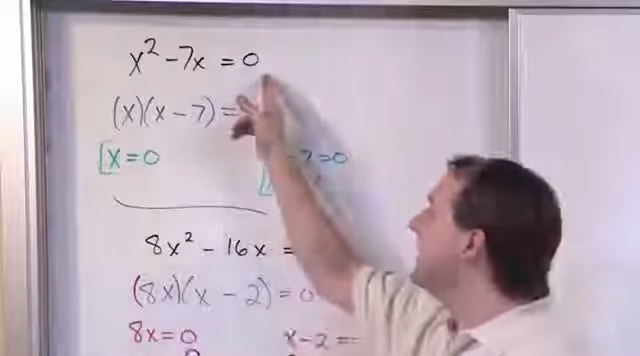 x² - 7x = 0
(x)(x - 7) =
x = 0 - 7 = 0
8x² - 16x =
(8x)(x - 2) = 0
8x = 0 x - 2 =